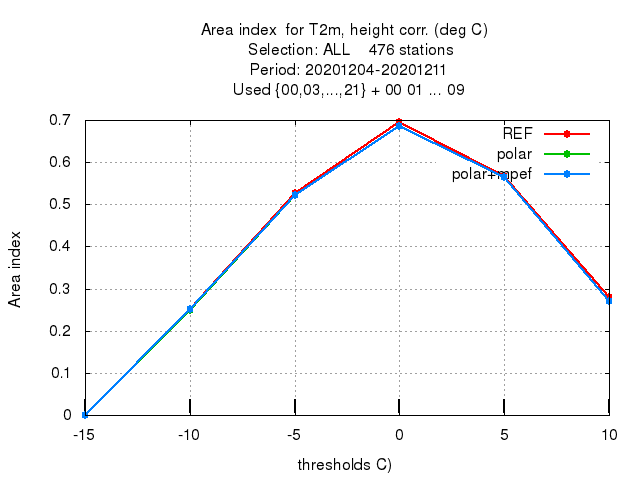 Area index  for T2m, height corr. (deg C)
Selection: ALL    476 stations
Period: 20201204-20201211
Used {00,03,...,21} + 00 01 ... 09
0.7
0.6
0.5
0.4
0.3
0.2
0.1
0
Area index
REF
polar
polar+mpef
-15 -10 -5 0 5 10
thresholds C)